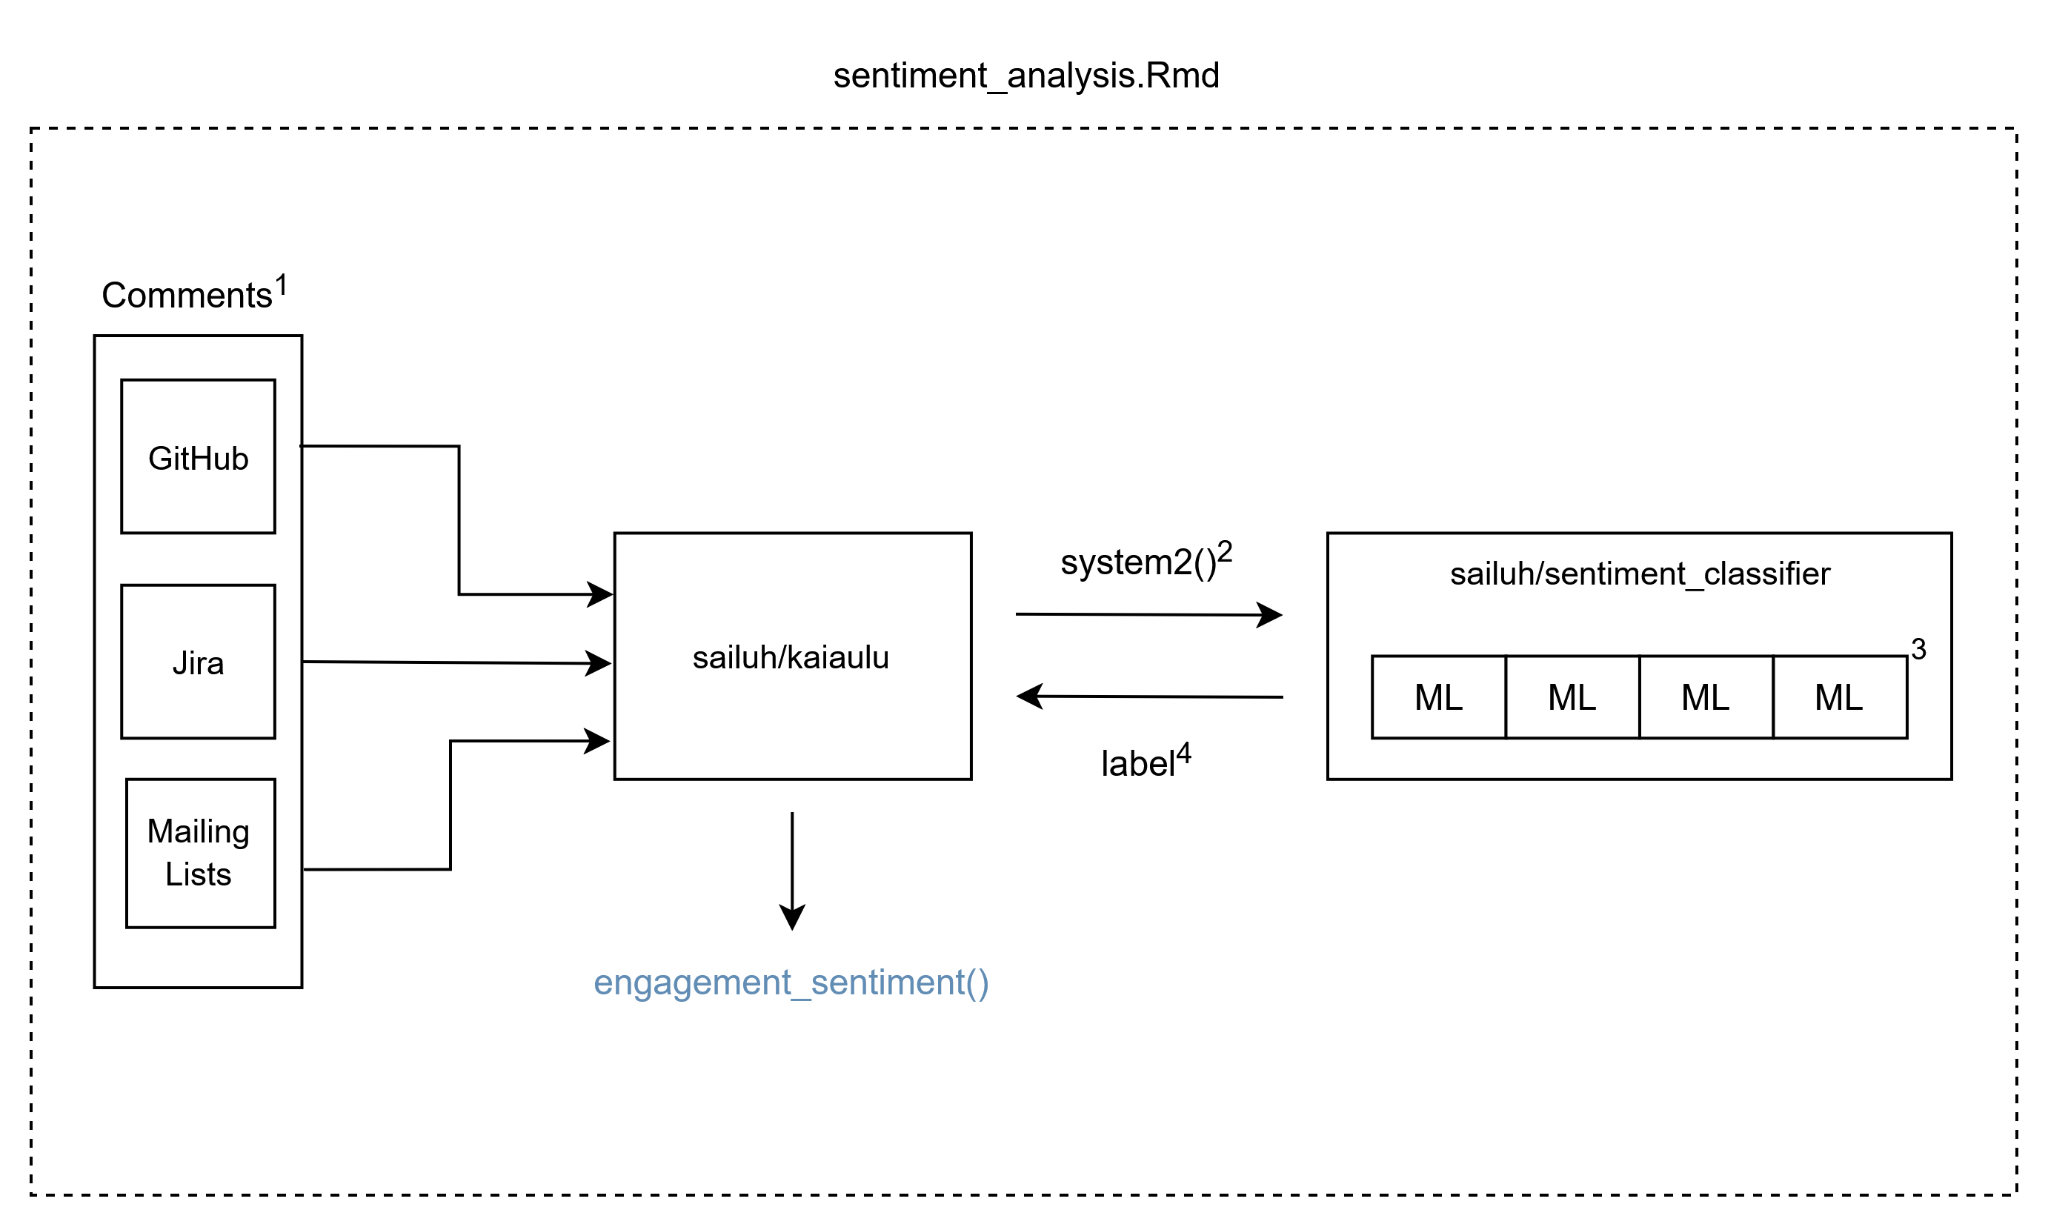 sentiment_analysis.Rmd
Comments¹
GitHub
Jira
Mailing
Lists
sailuh/kaiaulu
system2()²
label⁴
sailuh/sentiment_classifier
ML ML ML ML ³
engagement_sentiment()